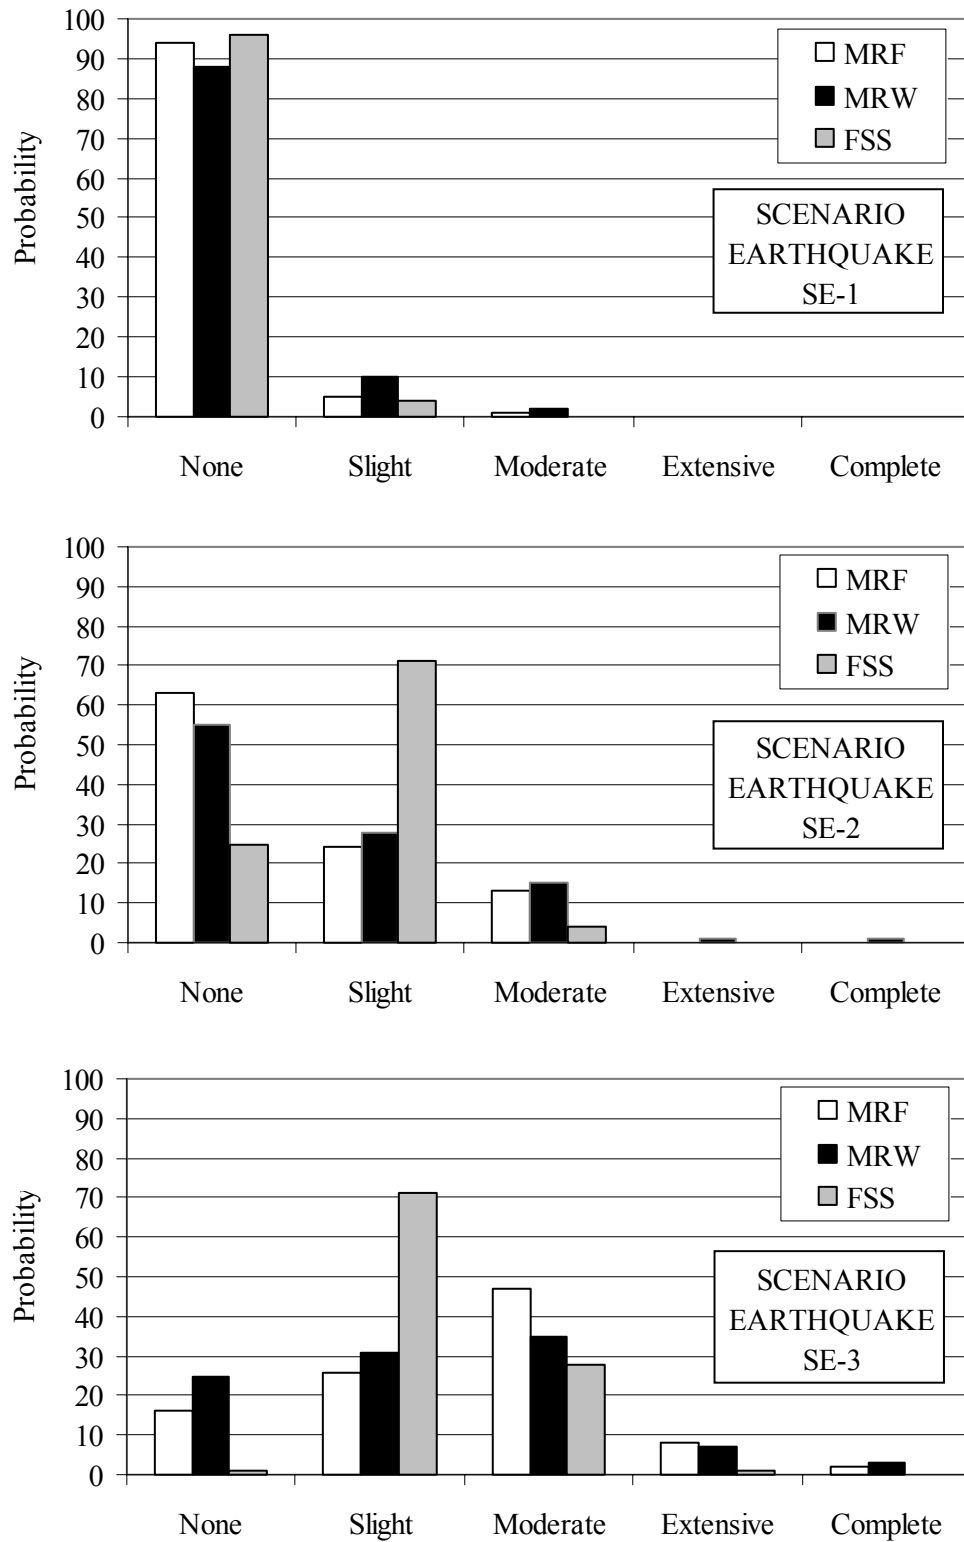 100
90
80
70
60
50
40
30
20
10
0
Probability
MRF
MRW
FSS
SCENARIO
EARTHQUAKE
SE-1
None Slight Moderate Extensive Complete
100
90
80
70
60
50
40
30
20
10
0
Probability
MRF
MRW
FSS
SCENARIO
EARTHQUAKE
SE-2
None Slight Moderate Extensive Complete
100
90
80
70
60
50
40
30
20
10
0
Probability
MRF
MRW
FSS
SCENARIO
EARTHQUAKE
SE-3
None Slight Moderate Extensive Complete